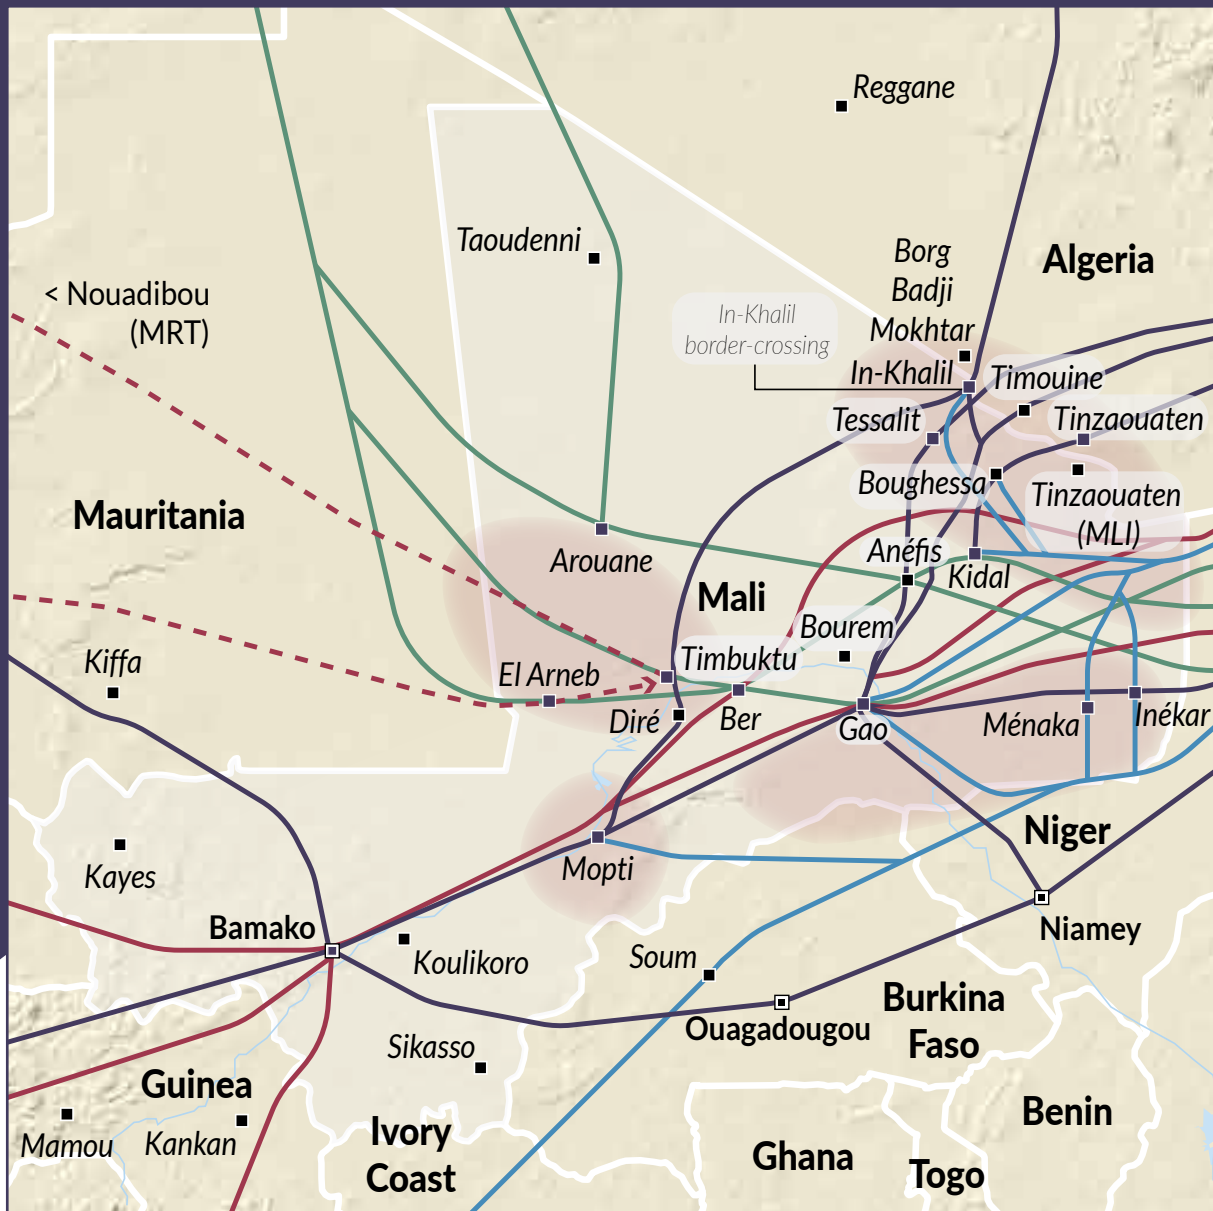 Reggane
Taoudenni
Borg
Badji
Mokhtar
Algeria
< Nouadibou
(MRT)
In-Khalil
border-crossing
In-Khalil
Timouine
Tessalit
Tinzaouaten
Boughessa
Tinzaouaten
(MLI)
Mauritania
Arouane
Anéfis
Kidal
Mali
Bourem
Kiffa
El Arneb
Timbuktu
Diré
Ber
Gao
Ménaka
Inékar
Niger
Kayes
Mopti
Bamako
Koulikoro
Soum
Niamey
Burkina
Faso
Ouagadougou
Sikasso
Guinea
Mamou
Kankan
Ivory
Coast
Ghana
Togo
Benin